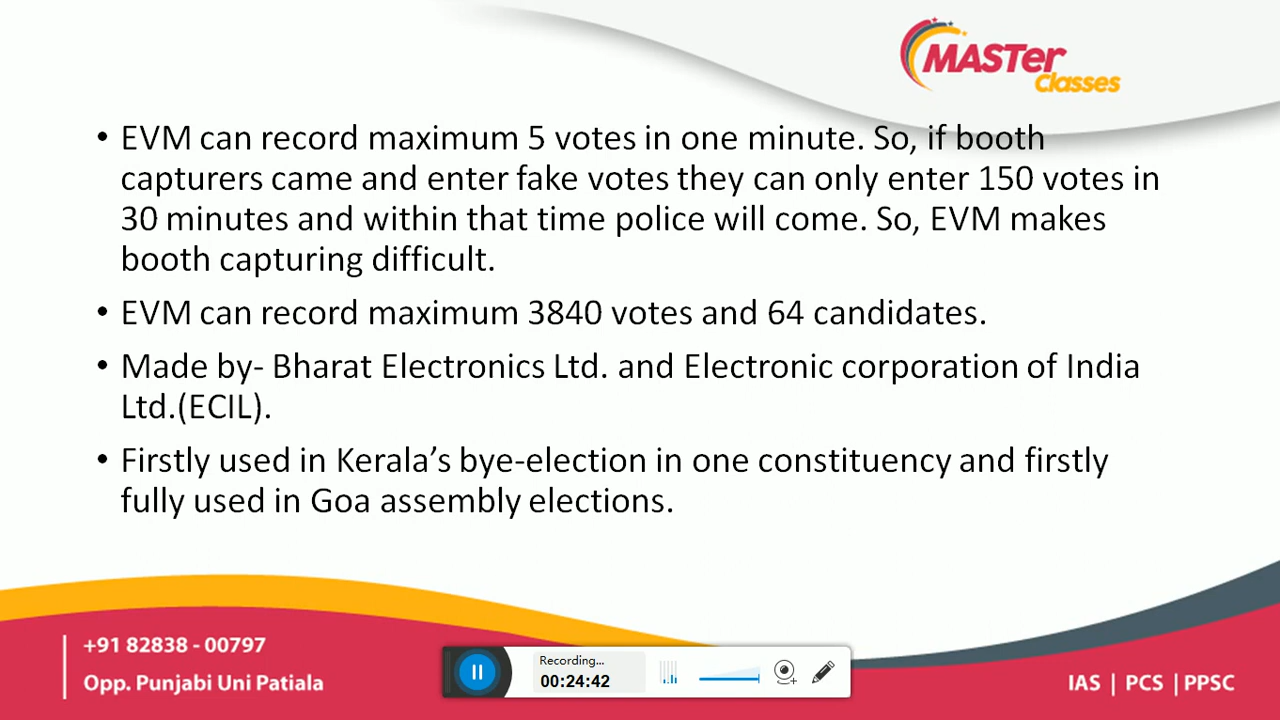 MASTer
Classes
• EVM can record maximum 5 votes in one minute. So, if booth
capturers came and enter fake votes they can only enter 150 votes in
30 minutes and within that time police will come. So, EVM makes
booth capturing difficult.
• EVM can record maximum 3840 votes and 64 candidates.
• Made by- Bharat Electronics Ltd. and Electronic corporation of India
Ltd.(ECIL).
• Firstly used in Kerala’s bye-election in one constituency and firstly
fully used in Goa assembly elections.
+91 82838 - 00797
Opp. Punjabi Uni Patiala
Recording...
00:24:42
IAS | PCS | PPSC